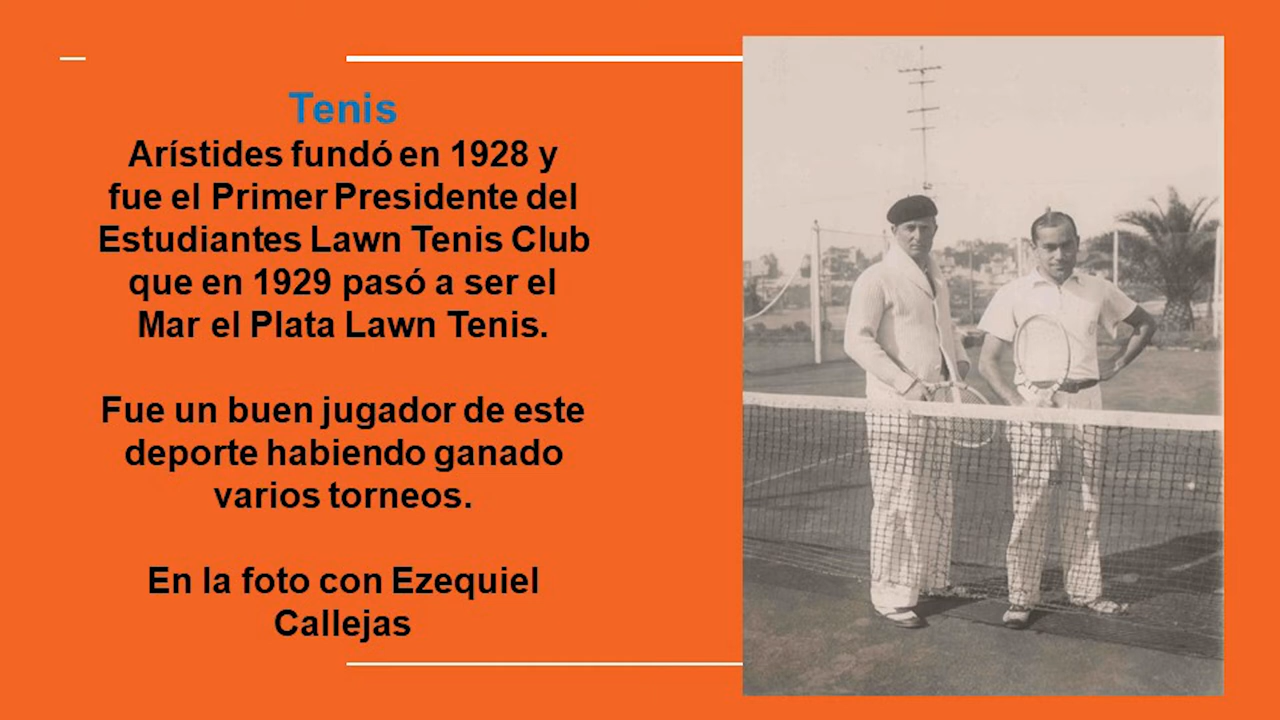 Tenis
Arístides fundó en 1928 y
fue el Primer Presidente del
Estudiantes Lawn Tenis Club
que en 1929 pasó a ser el
Mar el Plata Lawn Tenis.
Fue un buen jugador de este
deporte habiendo ganado
varios torneos.
En la foto con Ezequiel
Callejas